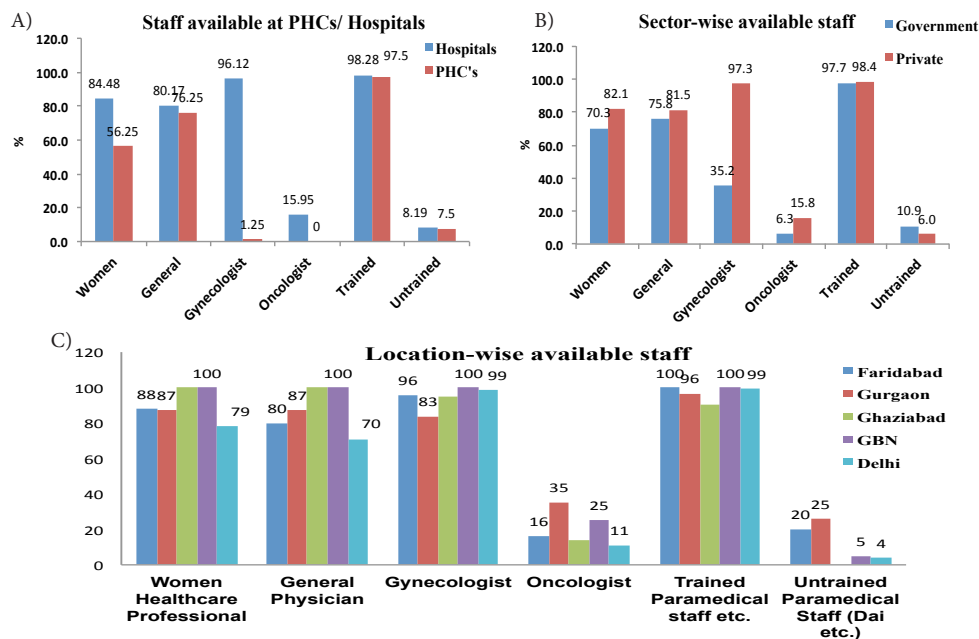 A)
Staff available at PHCs/ Hospitals
Hospitals
PHC's
120.0
100.0
80.0
60.0
40.0
20.0
0.0
%
84.48
56.25
80.17
76.25
96.12
1.25
15.95
0
98.28
97.5
8.19
7.5
Women
General
Gynecologist
Oncologist
Trained
Untrained
B)
Sector-wise available staff
Government
Private
120.0
100.0
80.0
60.0
40.0
20.0
0.0
%
70.3
82.1
75.8
81.5
35.2
97.3
6.3
15.8
97.7
98.4
10.9
6.0
Women
General
Gynecologist
Oncologist
Trained
Untrained
C)
Location-wise available staff
Faridabad
Gurgaon
Ghaziabad
GBN
Delhi
120
100
80
60
40
20
0
88
87
100
79
80
87
100
70
96
83
100
99
16
35
25
11
100
96
100
99
20
25
5
4
Women
Healthcare
Professional
General
Physician
Gynecologist
Oncologist
Trained
Paramedical
staff etc.
Untrained
Paramedical
Staff (Dai
etc.)